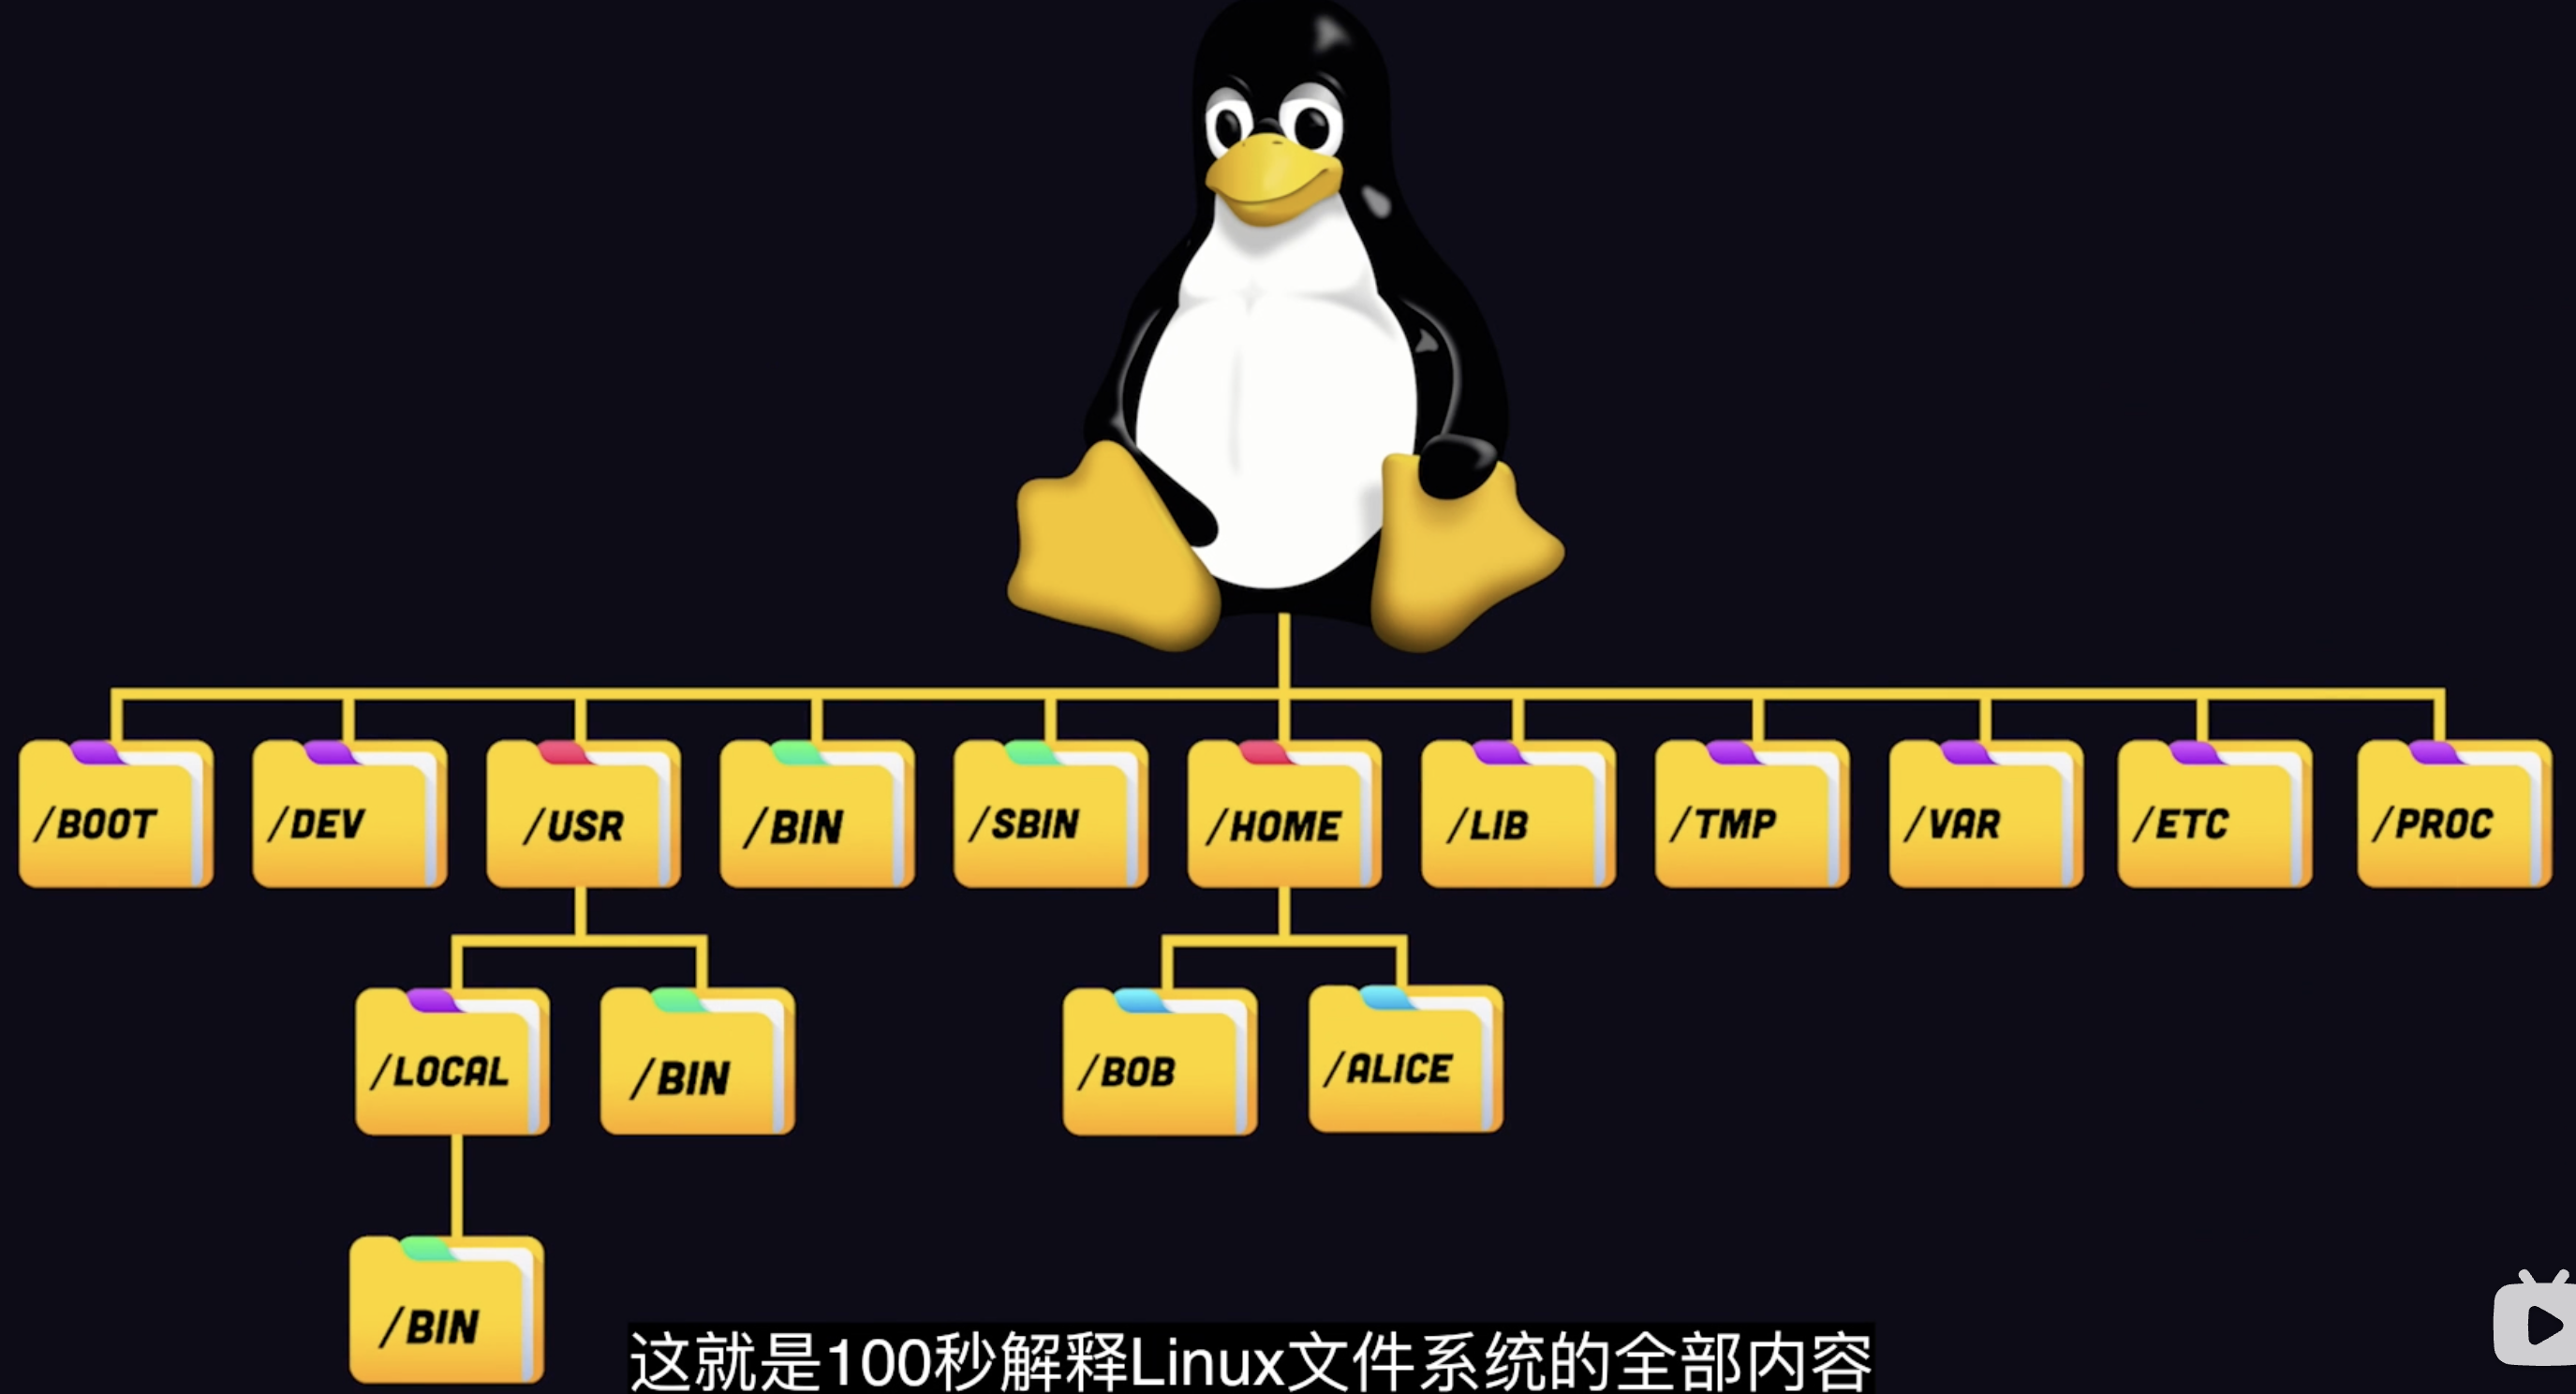 /BOOT
/DEV
/USR
/BIN
/SBIN
/HOME
/LIB
/TMP
/VAR
/ETC
/PROC
/LOCAL
/BIN
/BOB
/ALICE
/BIN
这就是100秒解释Linux文件系统的全部内容